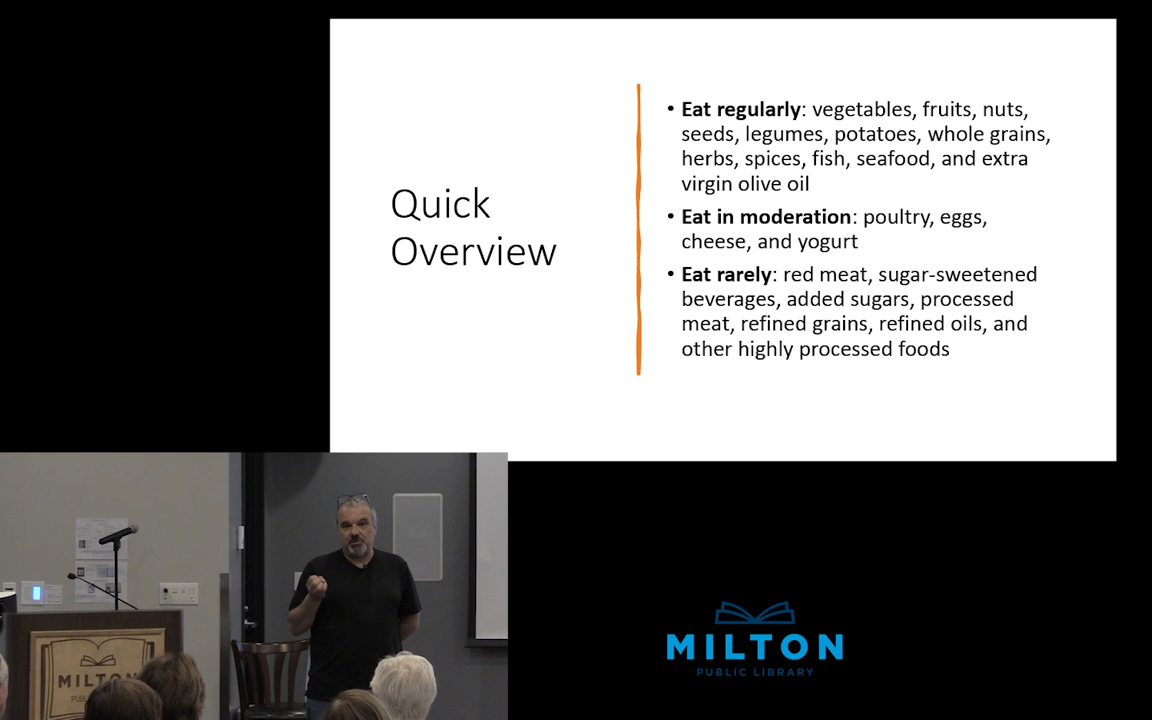 Quick
Overview
• Eat regularly: vegetables, fruits, nuts,
seeds, legumes, potatoes, whole grains,
herbs, spices, fish, seafood, and extra
virgin olive oil
• Eat in moderation: poultry, eggs,
cheese, and yogurt
• Eat rarely: red meat, sugar-sweetened
beverages, added sugars, processed
meat, refined grains, refined oils, and
other highly processed foods
MILTON
MILTON
PUBLIC LIBRARY